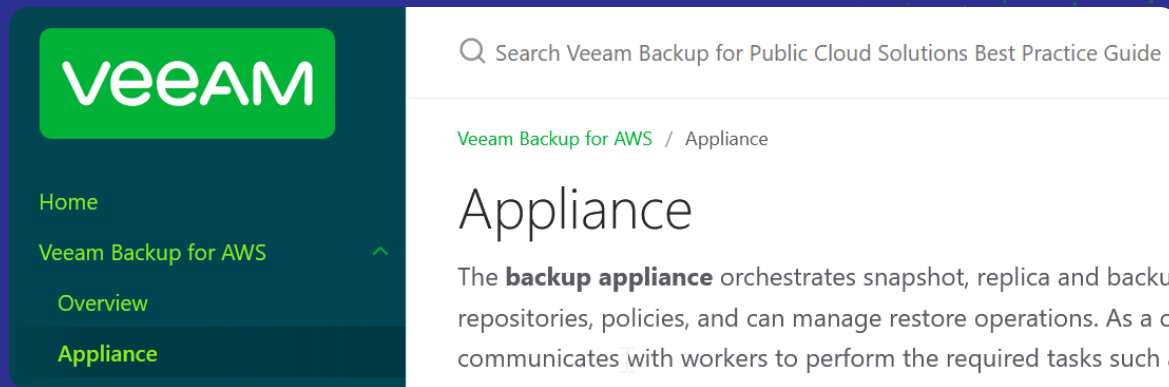 veeam
Home
Veeam Backup for AWS
Overview
Appliance
Search Veeam Backup for Public Cloud Solutions Best Practice Guide
Veeam Backup for AWS / Appliance
Appliance
The backup appliance orchestrates snapshot, replica and backu
repositories, policies, and can manage restore operations. As a c
communicates with workers to perform the required tasks such